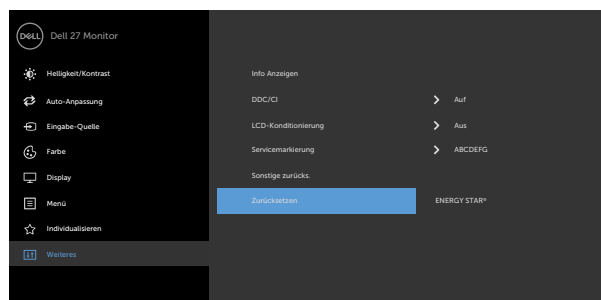 DELL Dell 27 Monitor
Helligkeit/Kontrast Info Anzeigen
Auto-Anpassung DDC/CI Auf
Eingabe-Quelle LCD-Konditionierung Aus
Farbe Servicemarkierung ABCDEFG
Display Sonstige zurücks.
Menü Zurücksetzen ENERGY STAR®
Individualisieren
Weiteres